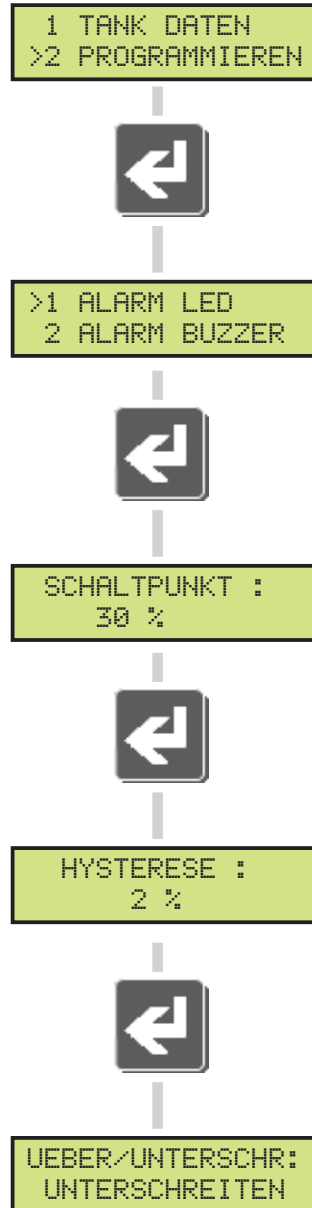 1 TANK DATEN
>2 PROGRAMMIEREN
>1 ALARM LED
2 ALARM BUZZER
SCHALTPUNKT :
30 %
HYSTERESE :
2 %
UEBER/UNTERSCHR:
UNTERSCHREITEN